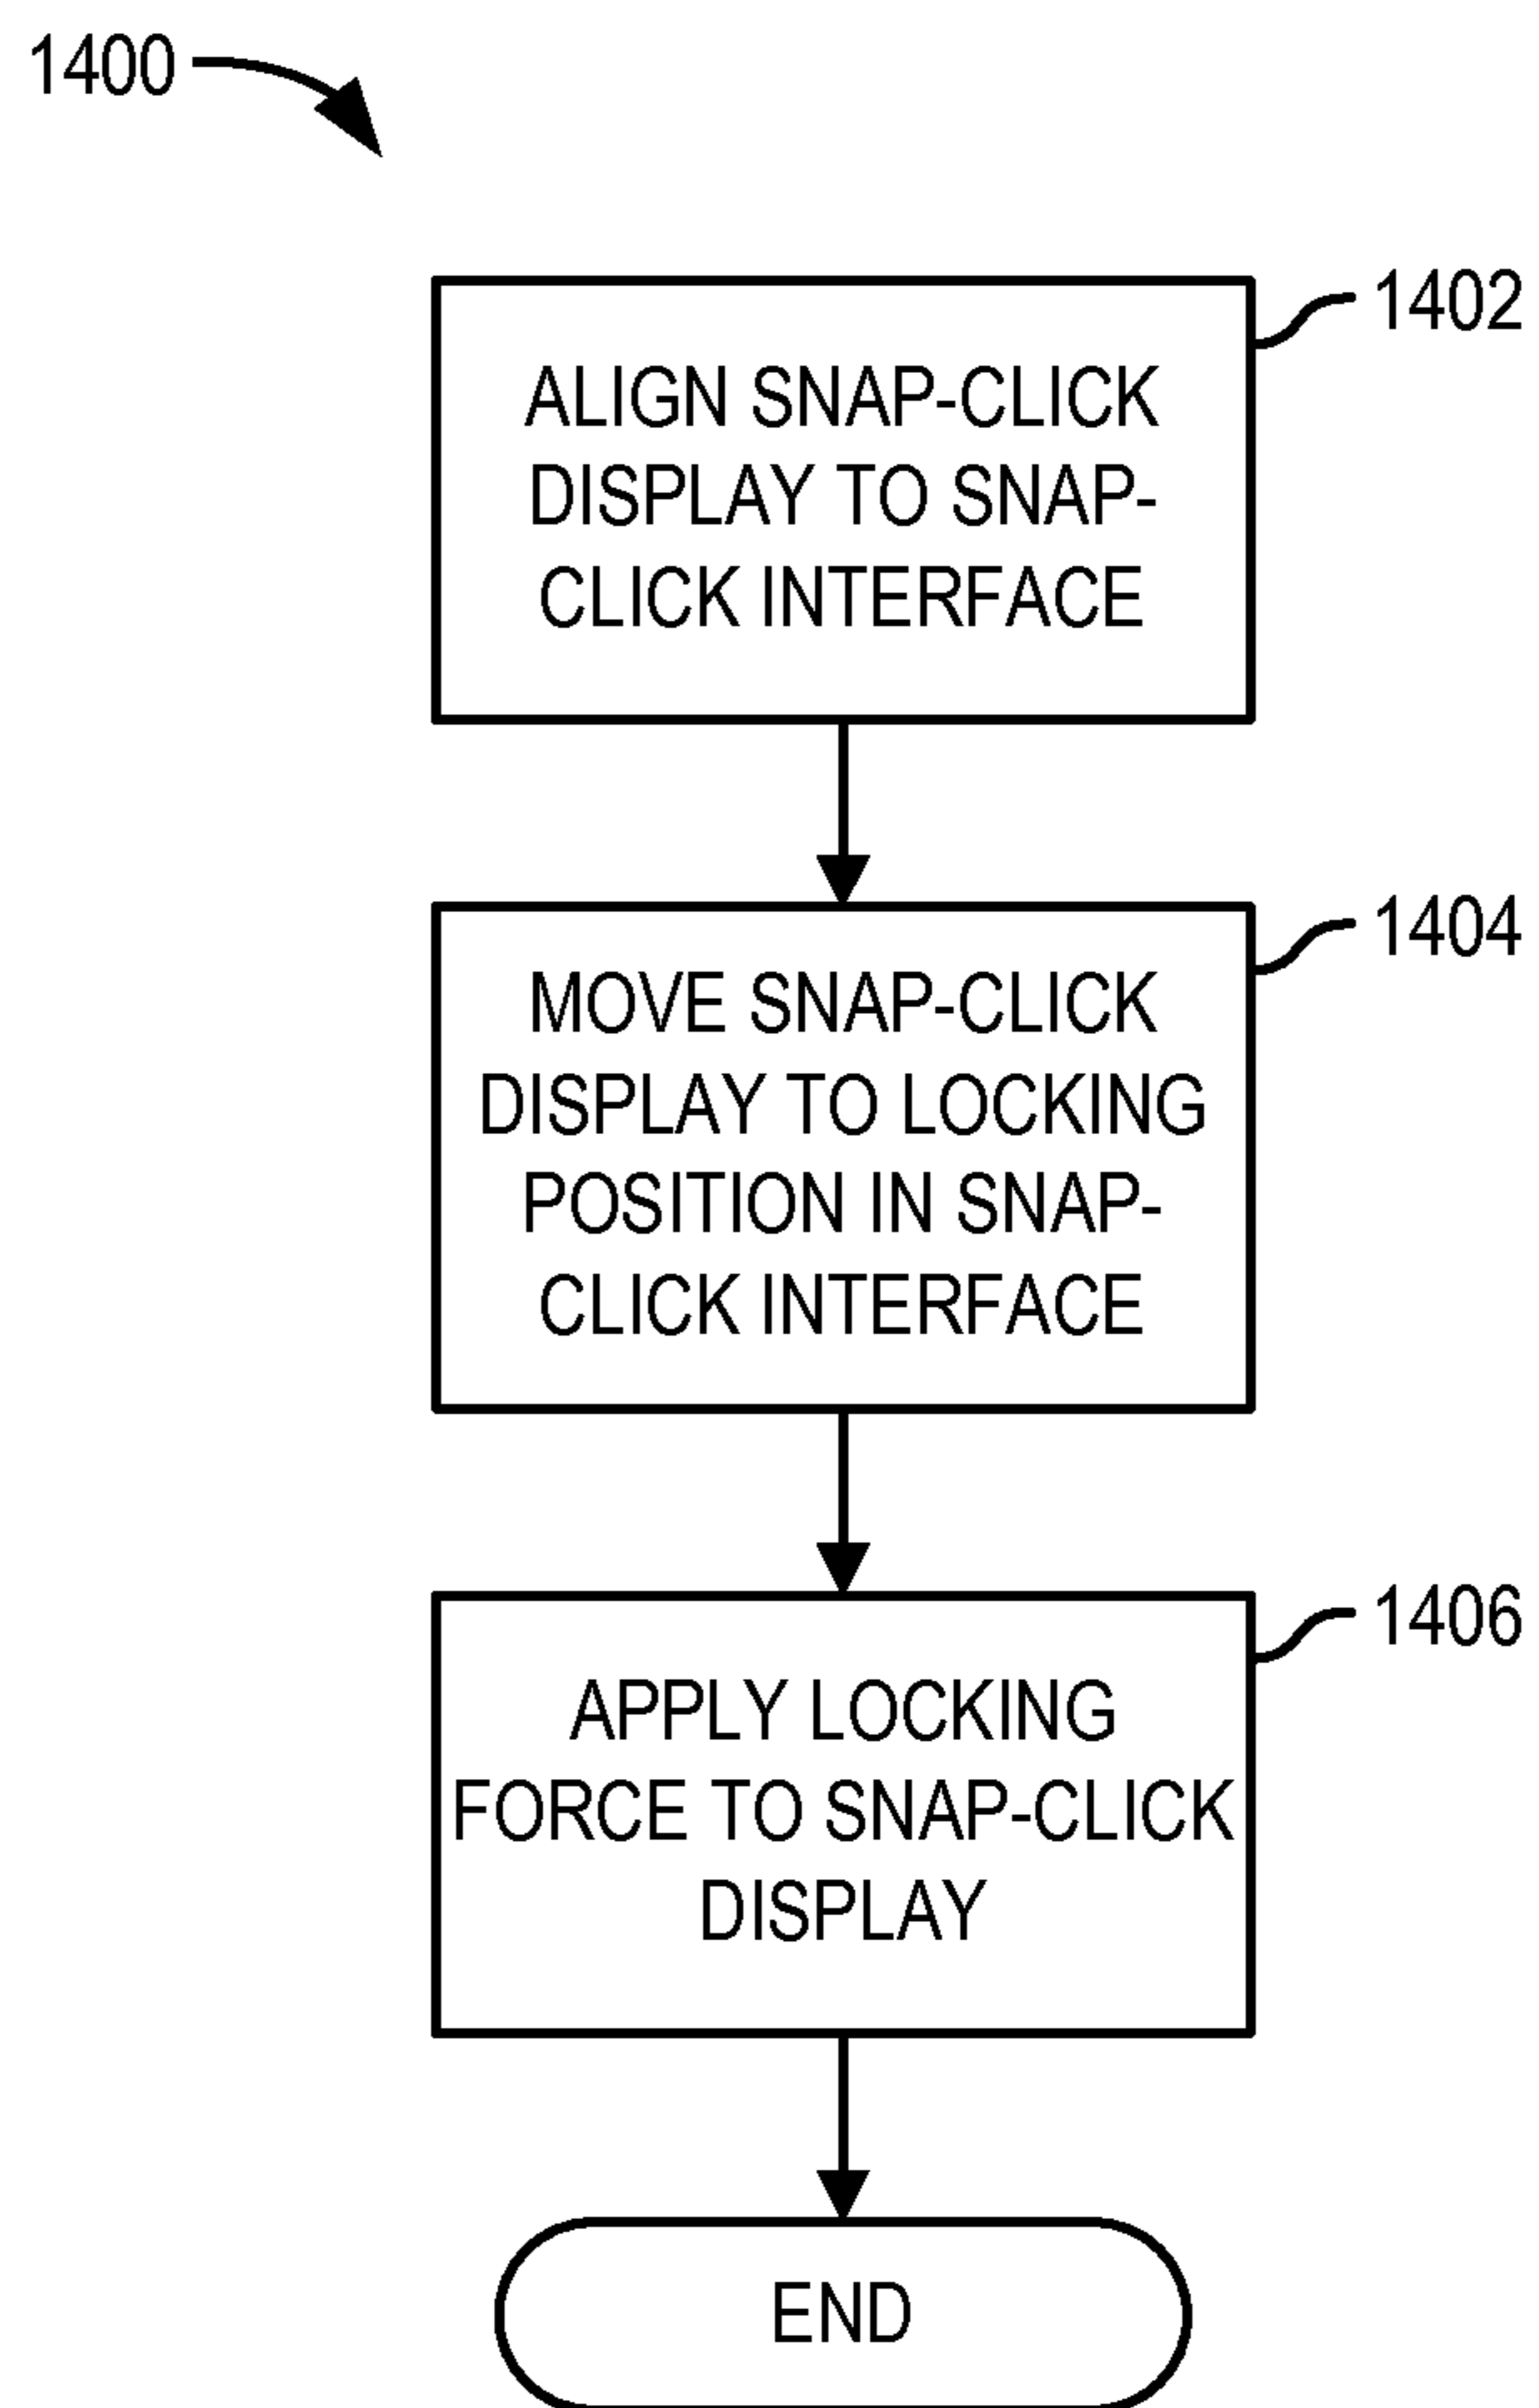 1400
1402
ALIGN SNAP-CLICK
DISPLAY TO SNAP-
CLICK INTERFACE
1404
MOVE SNAP-CLICK
DISPLAY TO LOCKING
POSITION IN SNAP-
CLICK INTERFACE
1406
APPLY LOCKING
FORCE TO SNAP-CLICK
DISPLAY
END